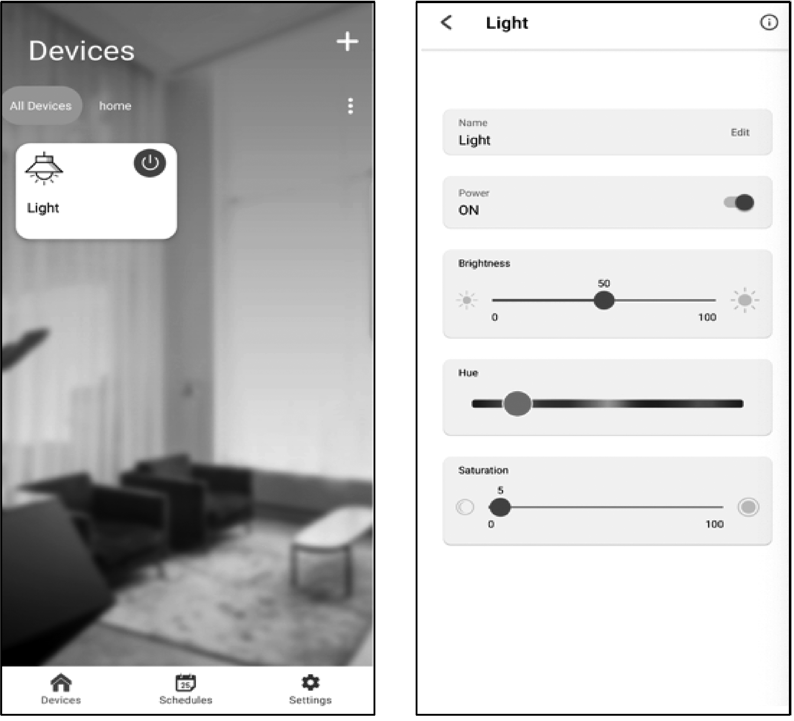 Devices
All Devices
home
Light
25
Devices
Schedules
Settings
Light
Name
Light
Edit
Power
ON
Brightness
50
0
100
Hue
Saturation
5
0
100